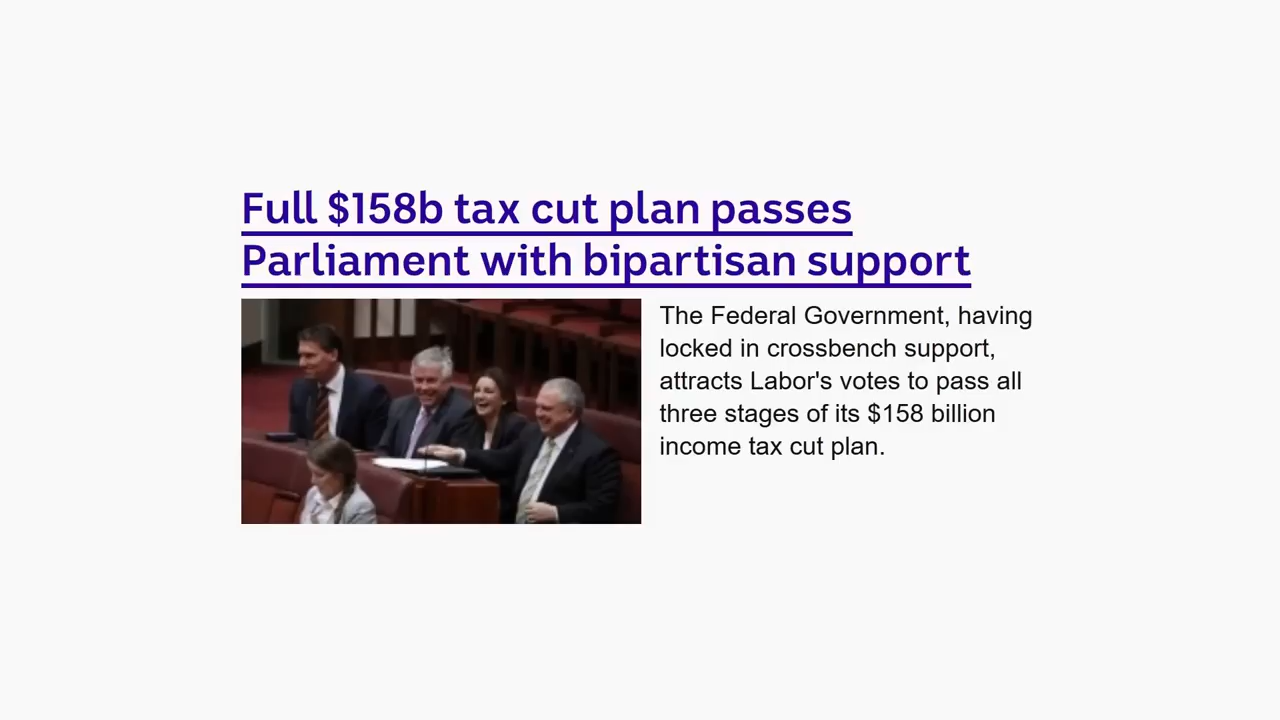 Full $158b tax cut plan passes
Parliament with bipartisan support
The Federal Government, having
locked in crossbench support,
attracts Labor's votes to pass all
three stages of its $158 billion
income tax cut plan.